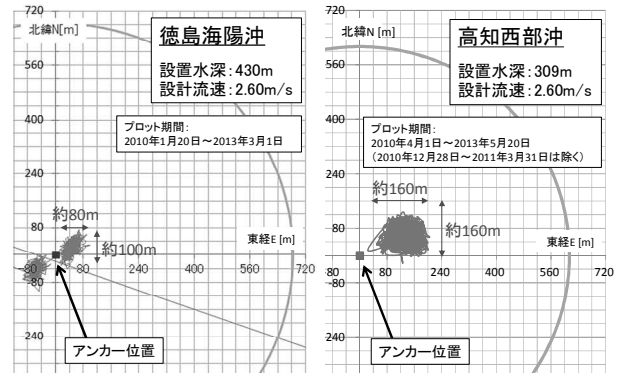 720
北緯N[m]
560
400
240
80
-80
240
80
240
400
560
720
東経E [m]
徳島海陽沖
設置水深:430m
設計流速:2.60m/s
プロット期間:
2010年1月20日～2013年3月1日
約80m
約100m
アンカー位置
720
北緯N [m]
560
400
240
80
-80
-240
-80
80
240
400
560
720
東経E [m]
高知西部沖
設置水深:309m
設計流速:2.60m/s
プロット期間:
2010年4月1日～2013年5月20日
(2010年12月28日～2011年3月31日は除く)
約160m
約160m
アンカー位置